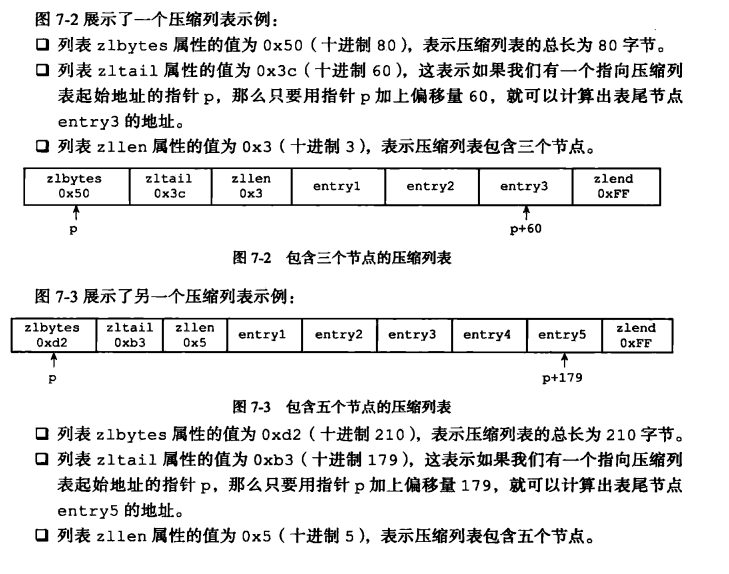 图 7-2 展示了一个压缩列表示例：
❑ 列表 zlbytes 属性的值为 0x50（十进制 80），表示压缩列表的总长为 80 字节。
❑ 列表 zltail 属性的值为 0x3c（十进制 60），这表示如果我们有一个指向压缩列
表起始地址的指针 p，那么只要用指针 p 加上偏移量 60，就可以计算出表尾节点
entry3 的地址。
❑ 列表 zllen 属性的值为 0x3（十进制 3），表示压缩列表包含三个节点。
zlbytes zltail zllen entry1 entry2 entry3 zlend
0x50 0x3c 0x3 0xFF
p p+60
图 7-2 包含三个节点的压缩列表
图 7-3 展示了另一个压缩列表示例：
zlbytes zltail zllen entry1 entry2 entry3 entry4 entry5 zlend
0xd2 0xb3 0x5 0xFF
p p+179
图 7-3 包含五个节点的压缩列表
❑ 列表 zlbytes 属性的值为 0xd2（十进制 210），表示压缩列表的总长为 210 字节。
❑ 列表 zltail 属性的值为 0xb3（十进制 179），这表示如果我们有一个指向压缩列
表起始地址的指针 p，那么只要用指针 p 加上偏移量 179，就可以计算出表尾节点
entry5 的地址。
❑ 列表 zllen 属性的值为 0x5（十进制 5），表示压缩列表包含五个节点。